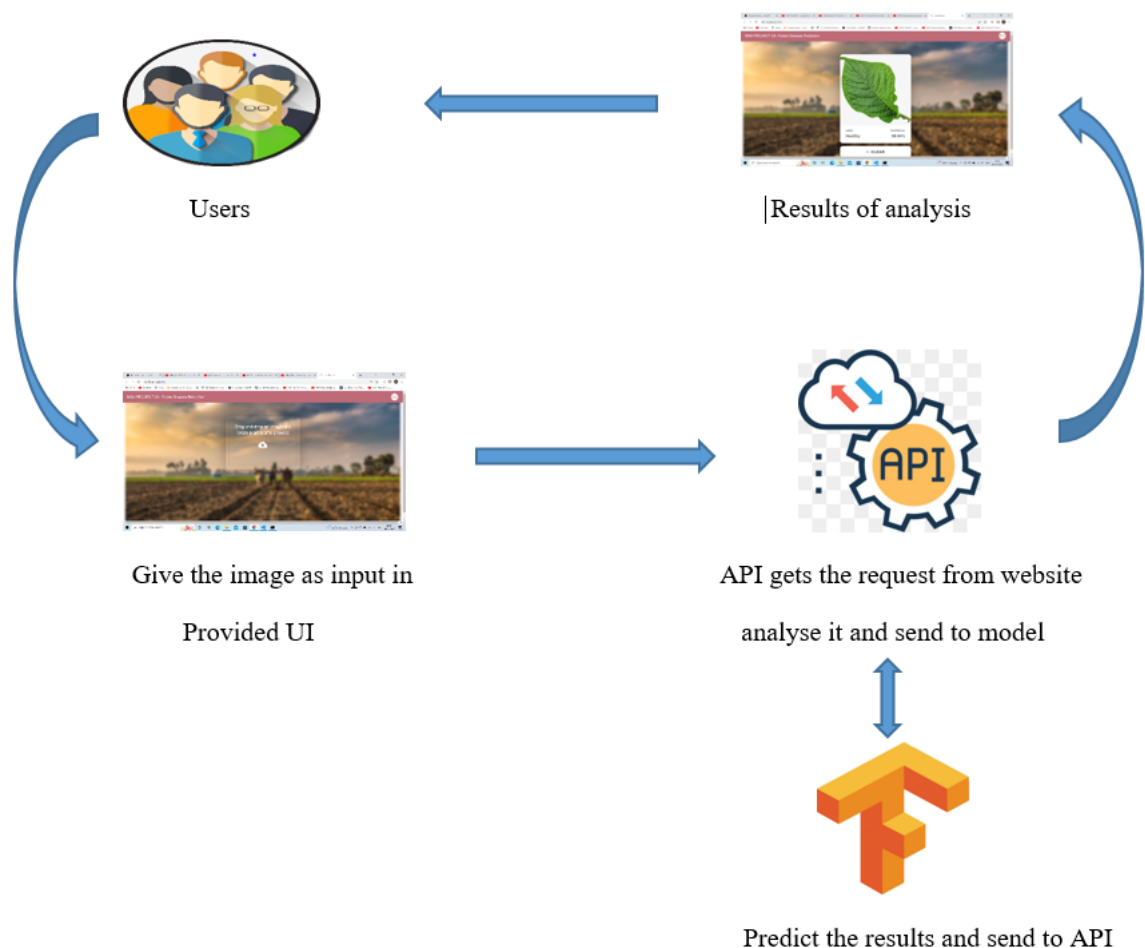 Users
Results of analysis
Healthy
Give the image as input in
Provided UI
API
API gets the request from website
analyse it and send to model
Predict the results and send to API